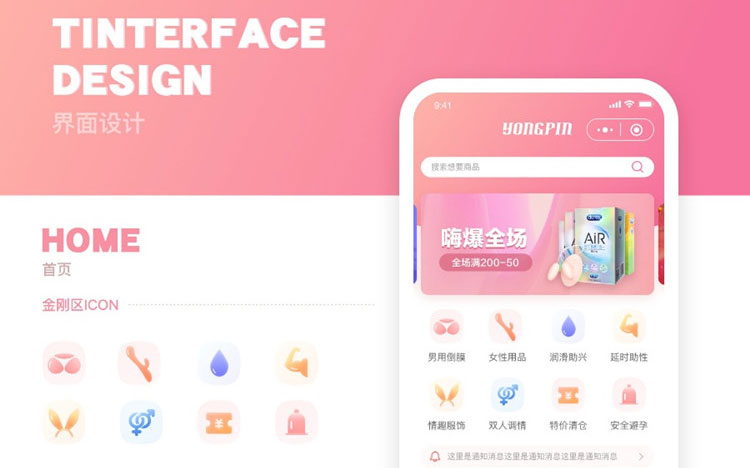 TINTERFACE
DESIGN
界面设计
HOME
首页
金刚区ICON
9:41
YONGPIN
搜索想要商品
嗨爆全场
全场满200-50
durex
AiR
男用倒膜
女性用品
润滑助兴
延时助性
情趣服饰
双人调情
特价清仓
安全避孕
这里是通知消息这里是通知消息这里是通知消息